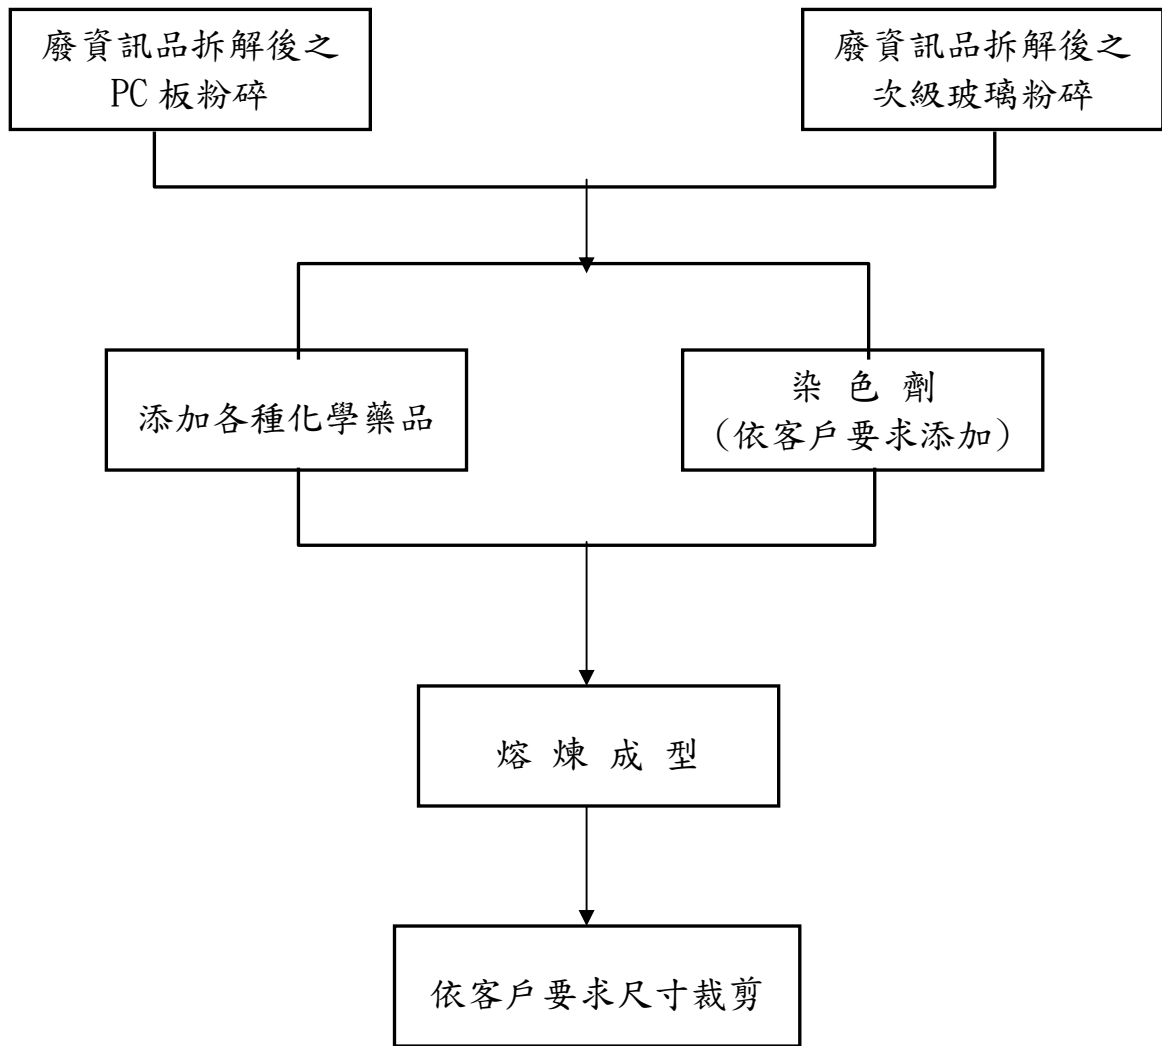 廢資訊品拆解後之
PC 板粉碎
廢資訊品拆解後之
次級玻璃粉碎
添加各種化學藥品
染 色 劑
（依客戶要求添加）
熔 煉 成 型
依客戶要求尺寸裁剪